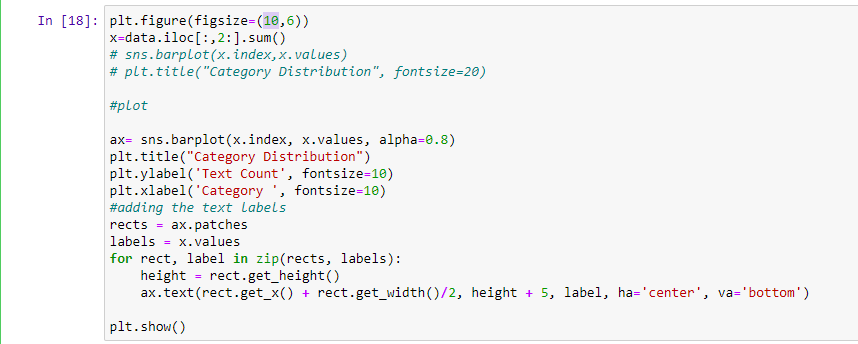 In [18]: plt.figure(figsize=(10,6))
x=data.iloc[:,2:].sum()
# sns.barplot(x.index,x.values)
# plt.title("Category Distribution", fontsize=20)
#plot
ax= sns.barplot(x.index, x.values, alpha=0.8)
plt.title("Category Distribution")
plt.ylabel('Text Count', fontsize=10)
plt.xlabel('Category ', fontsize=10)
#adding the text labels
rects = ax.patches
labels = x.values
for rect, label in zip(rects, labels):
    height = rect.get_height()
    ax.text(rect.get_x() + rect.get_width()/2, height + 5, label, ha='center', va='bottom')
plt.show()